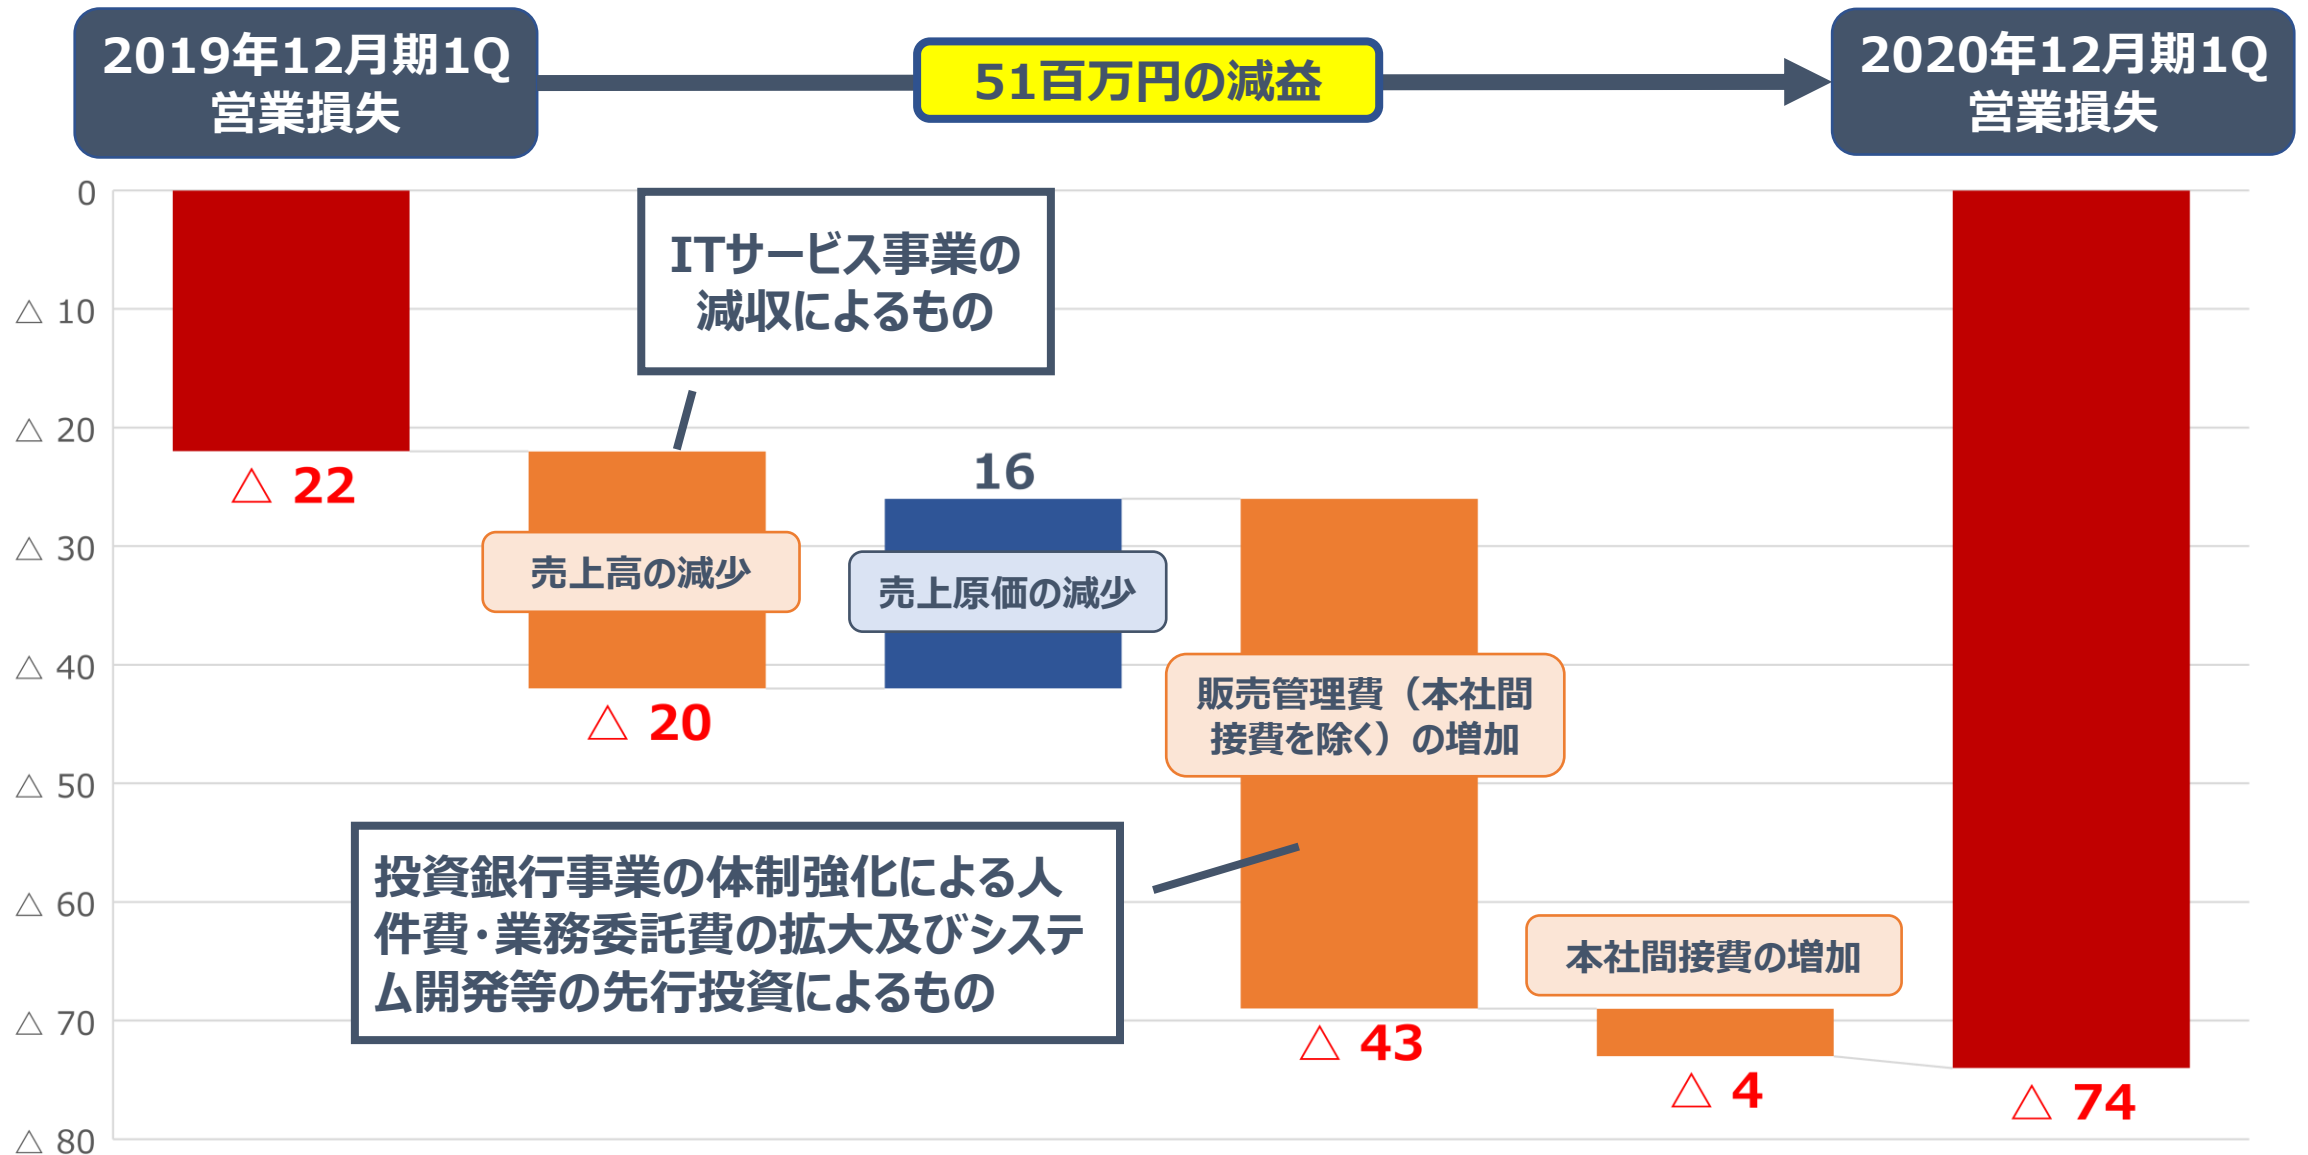 2019年12月期1Q
営業損失
51百万円の減益
2020年12月期1Q
営業損失
0
△ 10
△ 20
△ 30
△ 40
△ 50
△ 60
△ 70
△ 80
ITサービス事業の
減収によるもの
△ 22
売上高の減少
△ 20
16
売上原価の減少
販売管理費（本社間
接費を除く）の増加
△ 43
投資銀行事業の体制強化による人
件費・業務委託費の拡大及びシステ
ム開発等の先行投資によるもの
本社間接費の増加
△ 4
△ 74